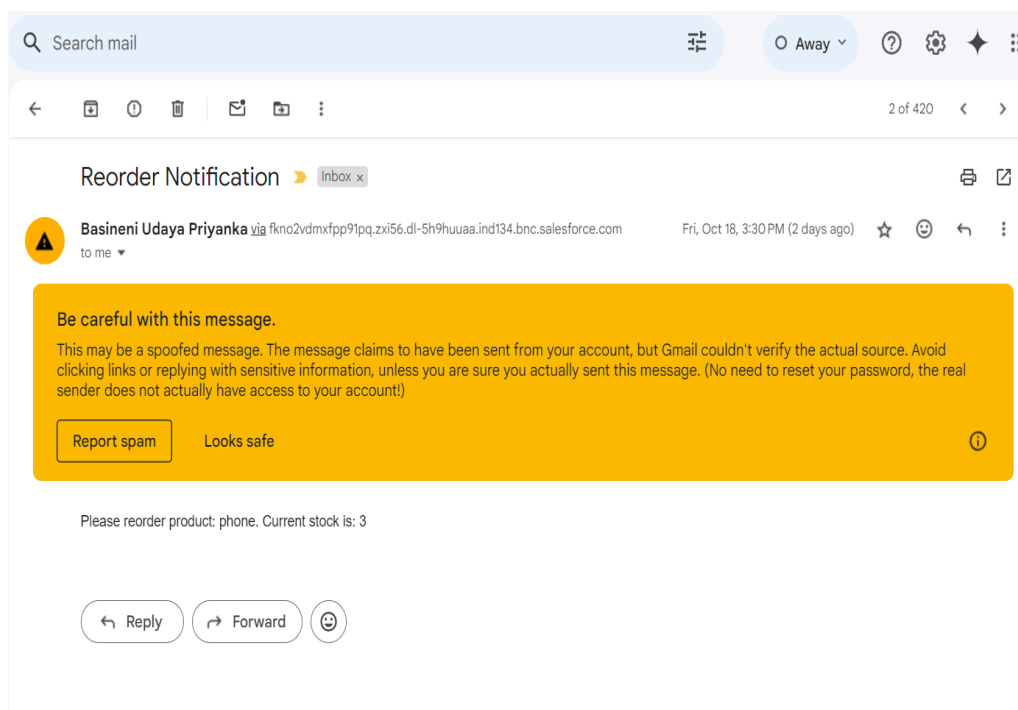 Search mail
Away
2 of 420
Reorder Notification
Inbox x
Basineni Udaya Priyanka via fkno2vdmxfpp91pq.zxi56.dl-5h9huuaa.ind134.bnc.salesforce.com
Fri, Oct 18, 3:30 PM (2 days ago)
to me
Be careful with this message.
This may be a spoofed message. The message claims to have been sent from your account, but Gmail couldn't verify the actual source. Avoid
clicking links or replying with sensitive information, unless you are sure you actually sent this message. (No need to reset your password, the real
sender does not actually have access to your account!)
Report spam
Looks safe
Please reorder product: phone. Current stock is: 3
Reply
Forward